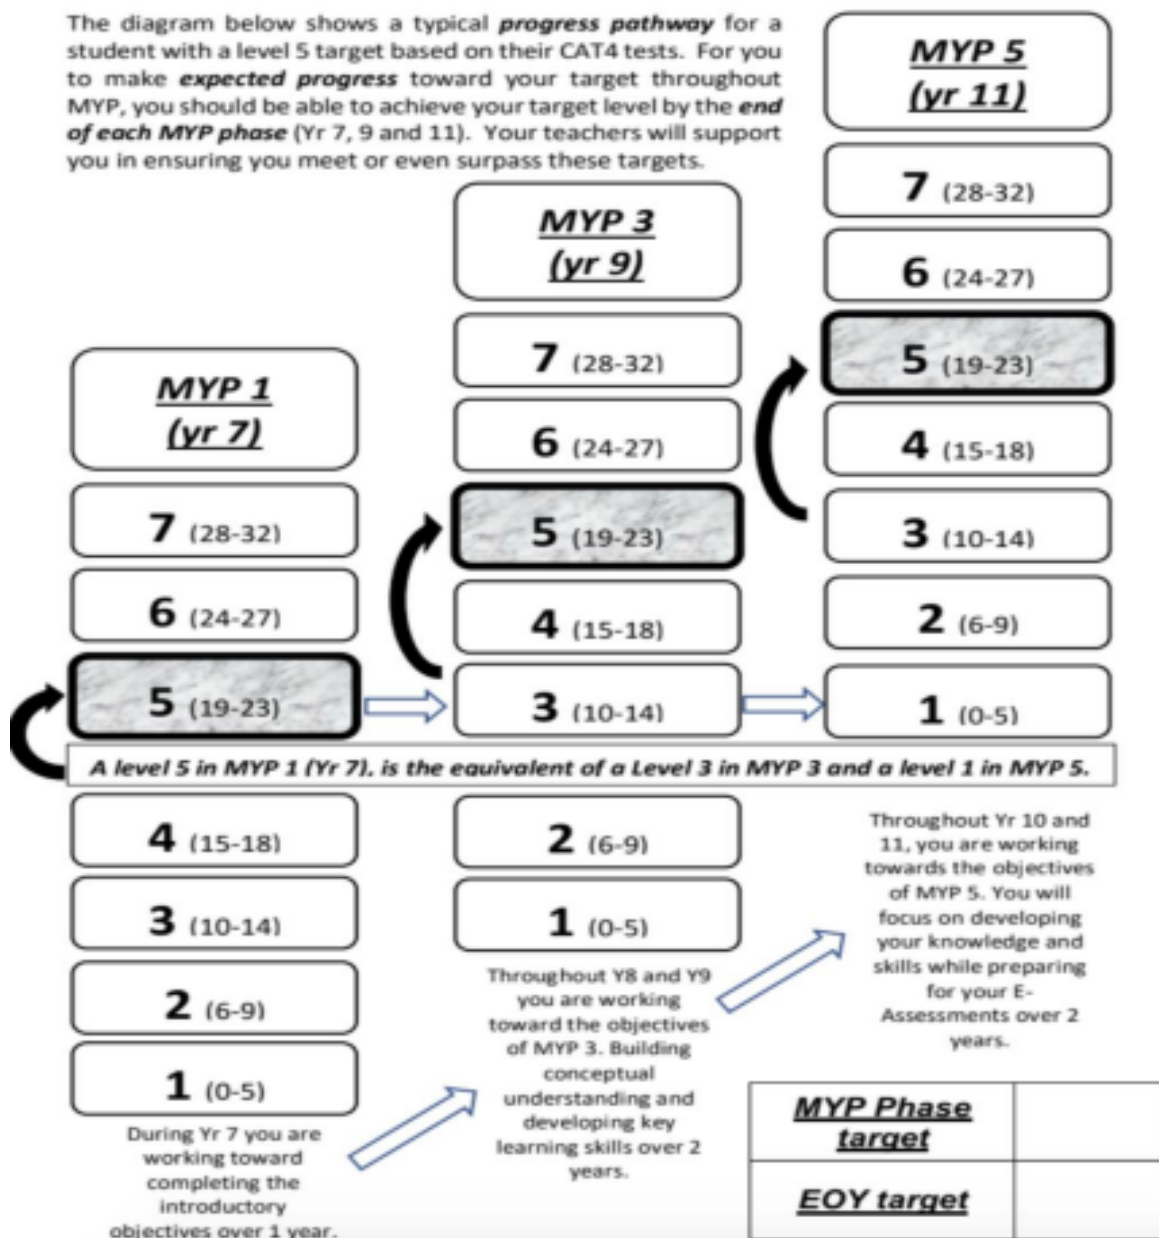 The diagram below shows a typical progress pathway for a
student with a level 5 target based on their CAT4 tests. For you
to make expected progress toward your target throughout
MYP, you should be able to achieve your target level by the end
of each MYP phase (Yr 7, 9 and 11). Your teachers will support
you in ensuring you meet or even surpass these targets.
MYP 1
(yr 7)
7 (28-32)
6 (24-27)
5 (19-23)
MYP 3
(yr 9)
7 (28-32)
6 (24-27)
5 (19-23)
4 (15-18)
3 (10-14)
MYP 5
(yr 11)
7 (28-32)
6 (24-27)
5 (19-23)
4 (15-18)
3 (10-14)
2 (6-9)
1 (0-5)
A level 5 in MYP 1 (Yr 7), is the equivalent of a Level 3 in MYP 3 and a level 1 in MYP 5.
4 (15-18)
3 (10-14)
2 (6-9)
1 (0-5)
During Yr 7 you are
working toward
completing the
introductory
objectives over 1 year.
2 (6-9)
1 (0-5)
Throughout Y8 and Y9
you are working
toward the objectives
of MYP 3. Building
conceptual
understanding and
developing key
learning skills over 2
years.
Throughout Yr 10 and
11, you are working
towards the objectives
of MYP 5. You will
focus on developing
your knowledge and
skills while preparing
for your E-
Assessments over 2
years.
MYP Phase
target
EOY target